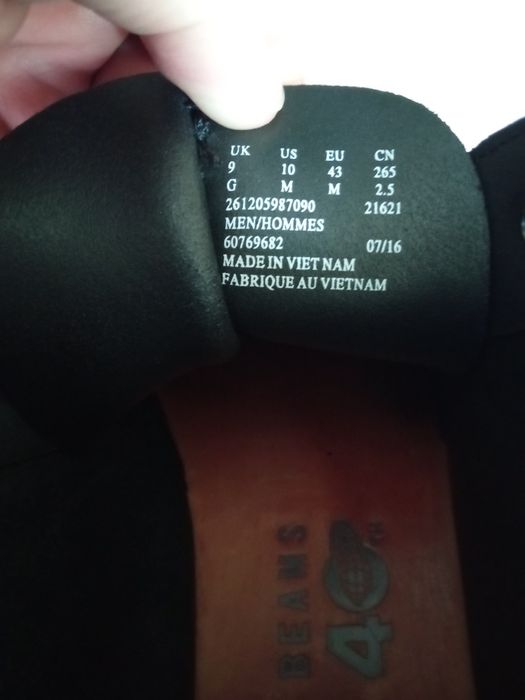 UK US EU CN
9 10 43 265
G M M 2.5
261205987090 21621
MEN/HOMMES
60769682 07/16
MADE IN VIET NAM
FABRIQUE AU VIETNAM
BEAMS
40TH